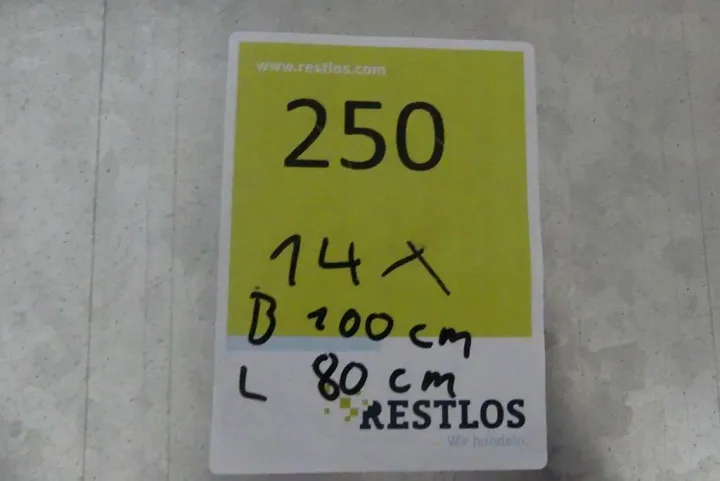 www.restlos.com
250
14 x
B 100 cm
L 80 cm
RESTLOS
Wir handeln.